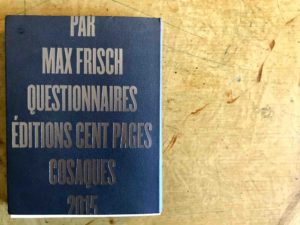 PAR
MAX FRISCH
QUESTIONNAIRES
ÉDITIONS CENT PAGES
COSAQUES
2015